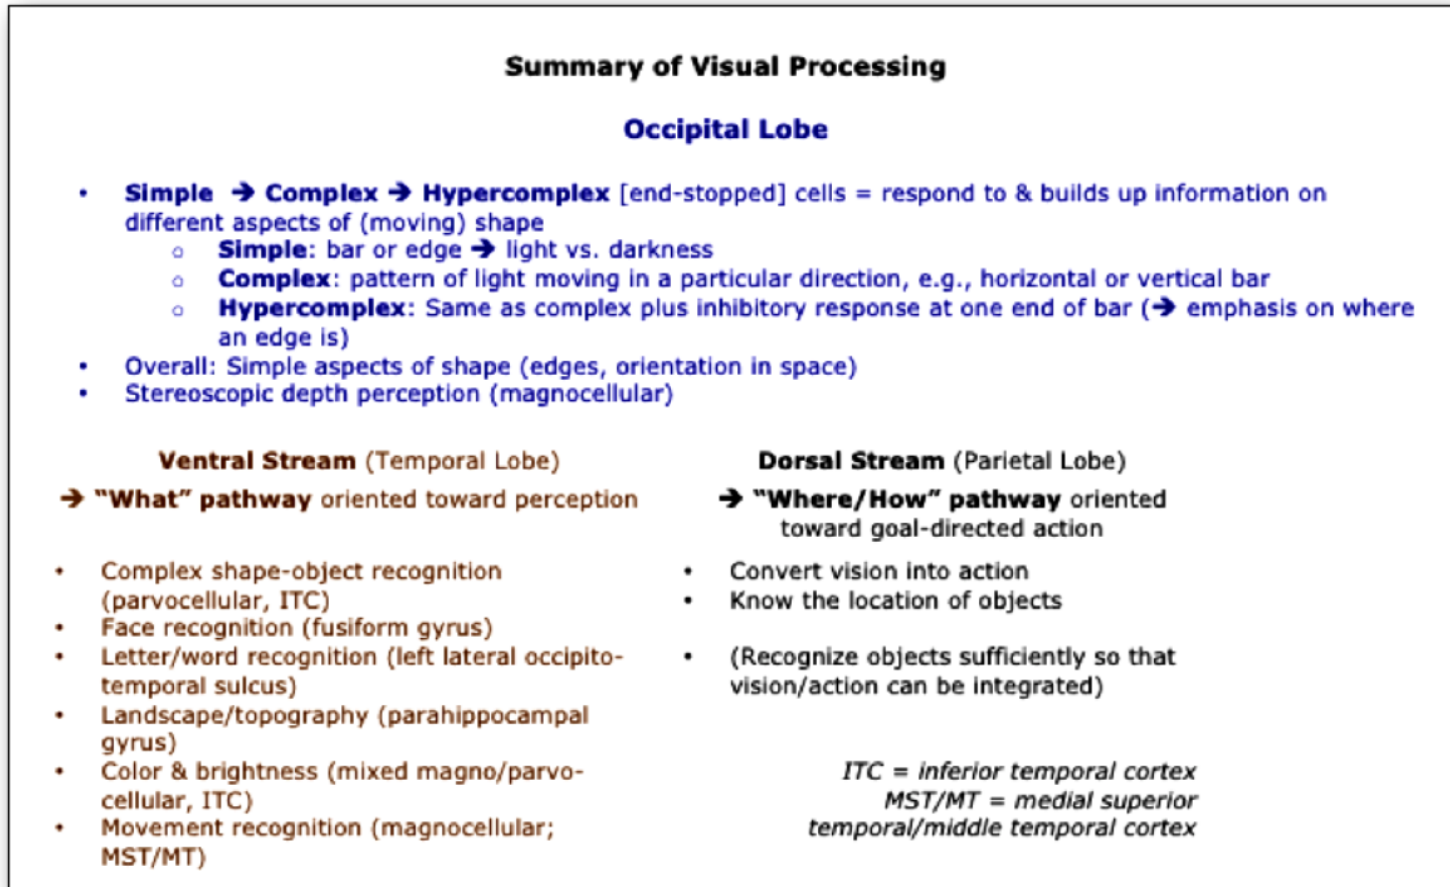 Summary of Visual Processing
Occipital Lobe
• Simple ➔ Complex ➔ Hypercomplex [end-stopped] cells = respond to & builds up information on
different aspects of (moving) shape
○ Simple: bar or edge ➔ light vs. darkness
○ Complex: pattern of light moving in a particular direction, e.g., horizontal or vertical bar
○ Hypercomplex: Same as complex plus inhibitory response at one end of bar (➔ emphasis on where
an edge is)
• Overall: Simple aspects of shape (edges, orientation in space)
• Stereoscopic depth perception (magnocellular)
Ventral Stream (Temporal Lobe)
➔ “What” pathway oriented toward perception
• Complex shape-object recognition
(parvocellular, ITC)
• Face recognition (fusiform gyrus)
• Letter/word recognition (left lateral occipito-
temporal sulcus)
• Landscape/topography (parahippocampal
gyrus)
• Color & brightness (mixed magno/parvo-
cellular, ITC)
• Movement recognition (magnocellular;
MST/MT)
Dorsal Stream (Parietal Lobe)
➔ “Where/How” pathway oriented
toward goal-directed action
• Convert vision into action
• Know the location of objects
• (Recognize objects sufficiently so that
vision/action can be integrated)
ITC = inferior temporal cortex
MST/MT = medial superior
temporal/middle temporal cortex